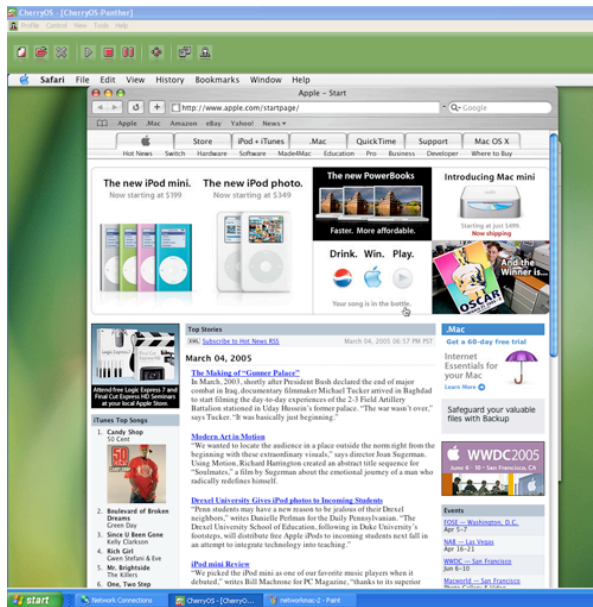 CherryOS - [CherryOS-Panther]
Profile Control View Tools Help
Safari File Edit View History Bookmarks Window Help
Apple - Start
http://www.apple.com/startpage/
Google
Apple .Mac Amazon eBay Yahoo! News
Store iPod + iTunes .Mac QuickTime Support Mac OS X
Hot News Switch Hardware Software Made4Mac Education Pro Business Developer Where to Buy
The new iPod mini.
Now starting at $199
The new iPod photo.
Now starting at $349
The new PowerBooks
Faster. More affordable.
Introducing Mac mini
Starting at just $499.
Now shipping
Drink. Win. Play.
Your song is in the bottle.
And the
Winner is...
OSCAR
Logic Express 7
Attend free Logic Express 7 and
Final Cut Express HD Seminars
at your local Apple Store.
iTunes Top Songs
1. Candy Shop
50 Cent
2. Boulevard of Broken
Dreams
Green Day
3. Since U Been Gone
Kelly Clarkson
4. Rich Girl
Gwen Stefani & Eve
5. Mr. Brightside
The Killers
6. One, Two Step
Top Stories
XML Subscribe to Hot News RSS March 04, 2005 06:57 PM PST
March 04, 2005
The Making of “Gunner Palace”
In March, 2003, shortly after President Bush declared the end of major
combat in Iraq, documentary filmmaker Michael Tucker arrived in Baghdad
to start filming the day-to-day experiences of the 2-3 Field Artillery
Battalion stationed in Uday Hussein’s former palace. “The war wasn’t over,”
says Tucker. “It was basically just beginning.”
Modern Art in Motion
“We wanted to locate the audience in a place outside the norm right from the
beginning with these extraordinary visuals,” says director Joan Sugerman.
Using Motion, Richard Harrington created an abstract title sequence for
“Soulmates,” a film by Sugerman about the emotional journey of a man who
radically redefines himself.
Drexel University Gives iPod photos to Incoming Students
“Penn students may have a new reason to be jealous of their Drexel
neighbors,” writes Danielle Perlman for the Daily Pennsylvanian. “The
Drexel University School of Education, following in Duke University’s
footsteps, will distribute free Apple iPods to incoming students next fall in
an attempt to integrate technology into teaching.”
iPod mini Review
“We picked the iPod mini as one of our favorite music players when it
debuted,” writes Bill Machrone for PC Magazine, “thanks to its superior
.Mac
Get a 60-day free trial
Internet
Essentials for
your Mac
Learn More
Safeguard your valuable
files with Backup
WWDC2005
June 6 - 10 • San Francisco, CA
Events
FOSE — Washington, D.C.
Apr 5-7
NAB — Las Vegas
Apr 16-21
WWDC — San Francisco
Jun 6-10
Macworld — San Francisco
start Network Connections CherryOS - [CherryO... networkmac-2 - Paint